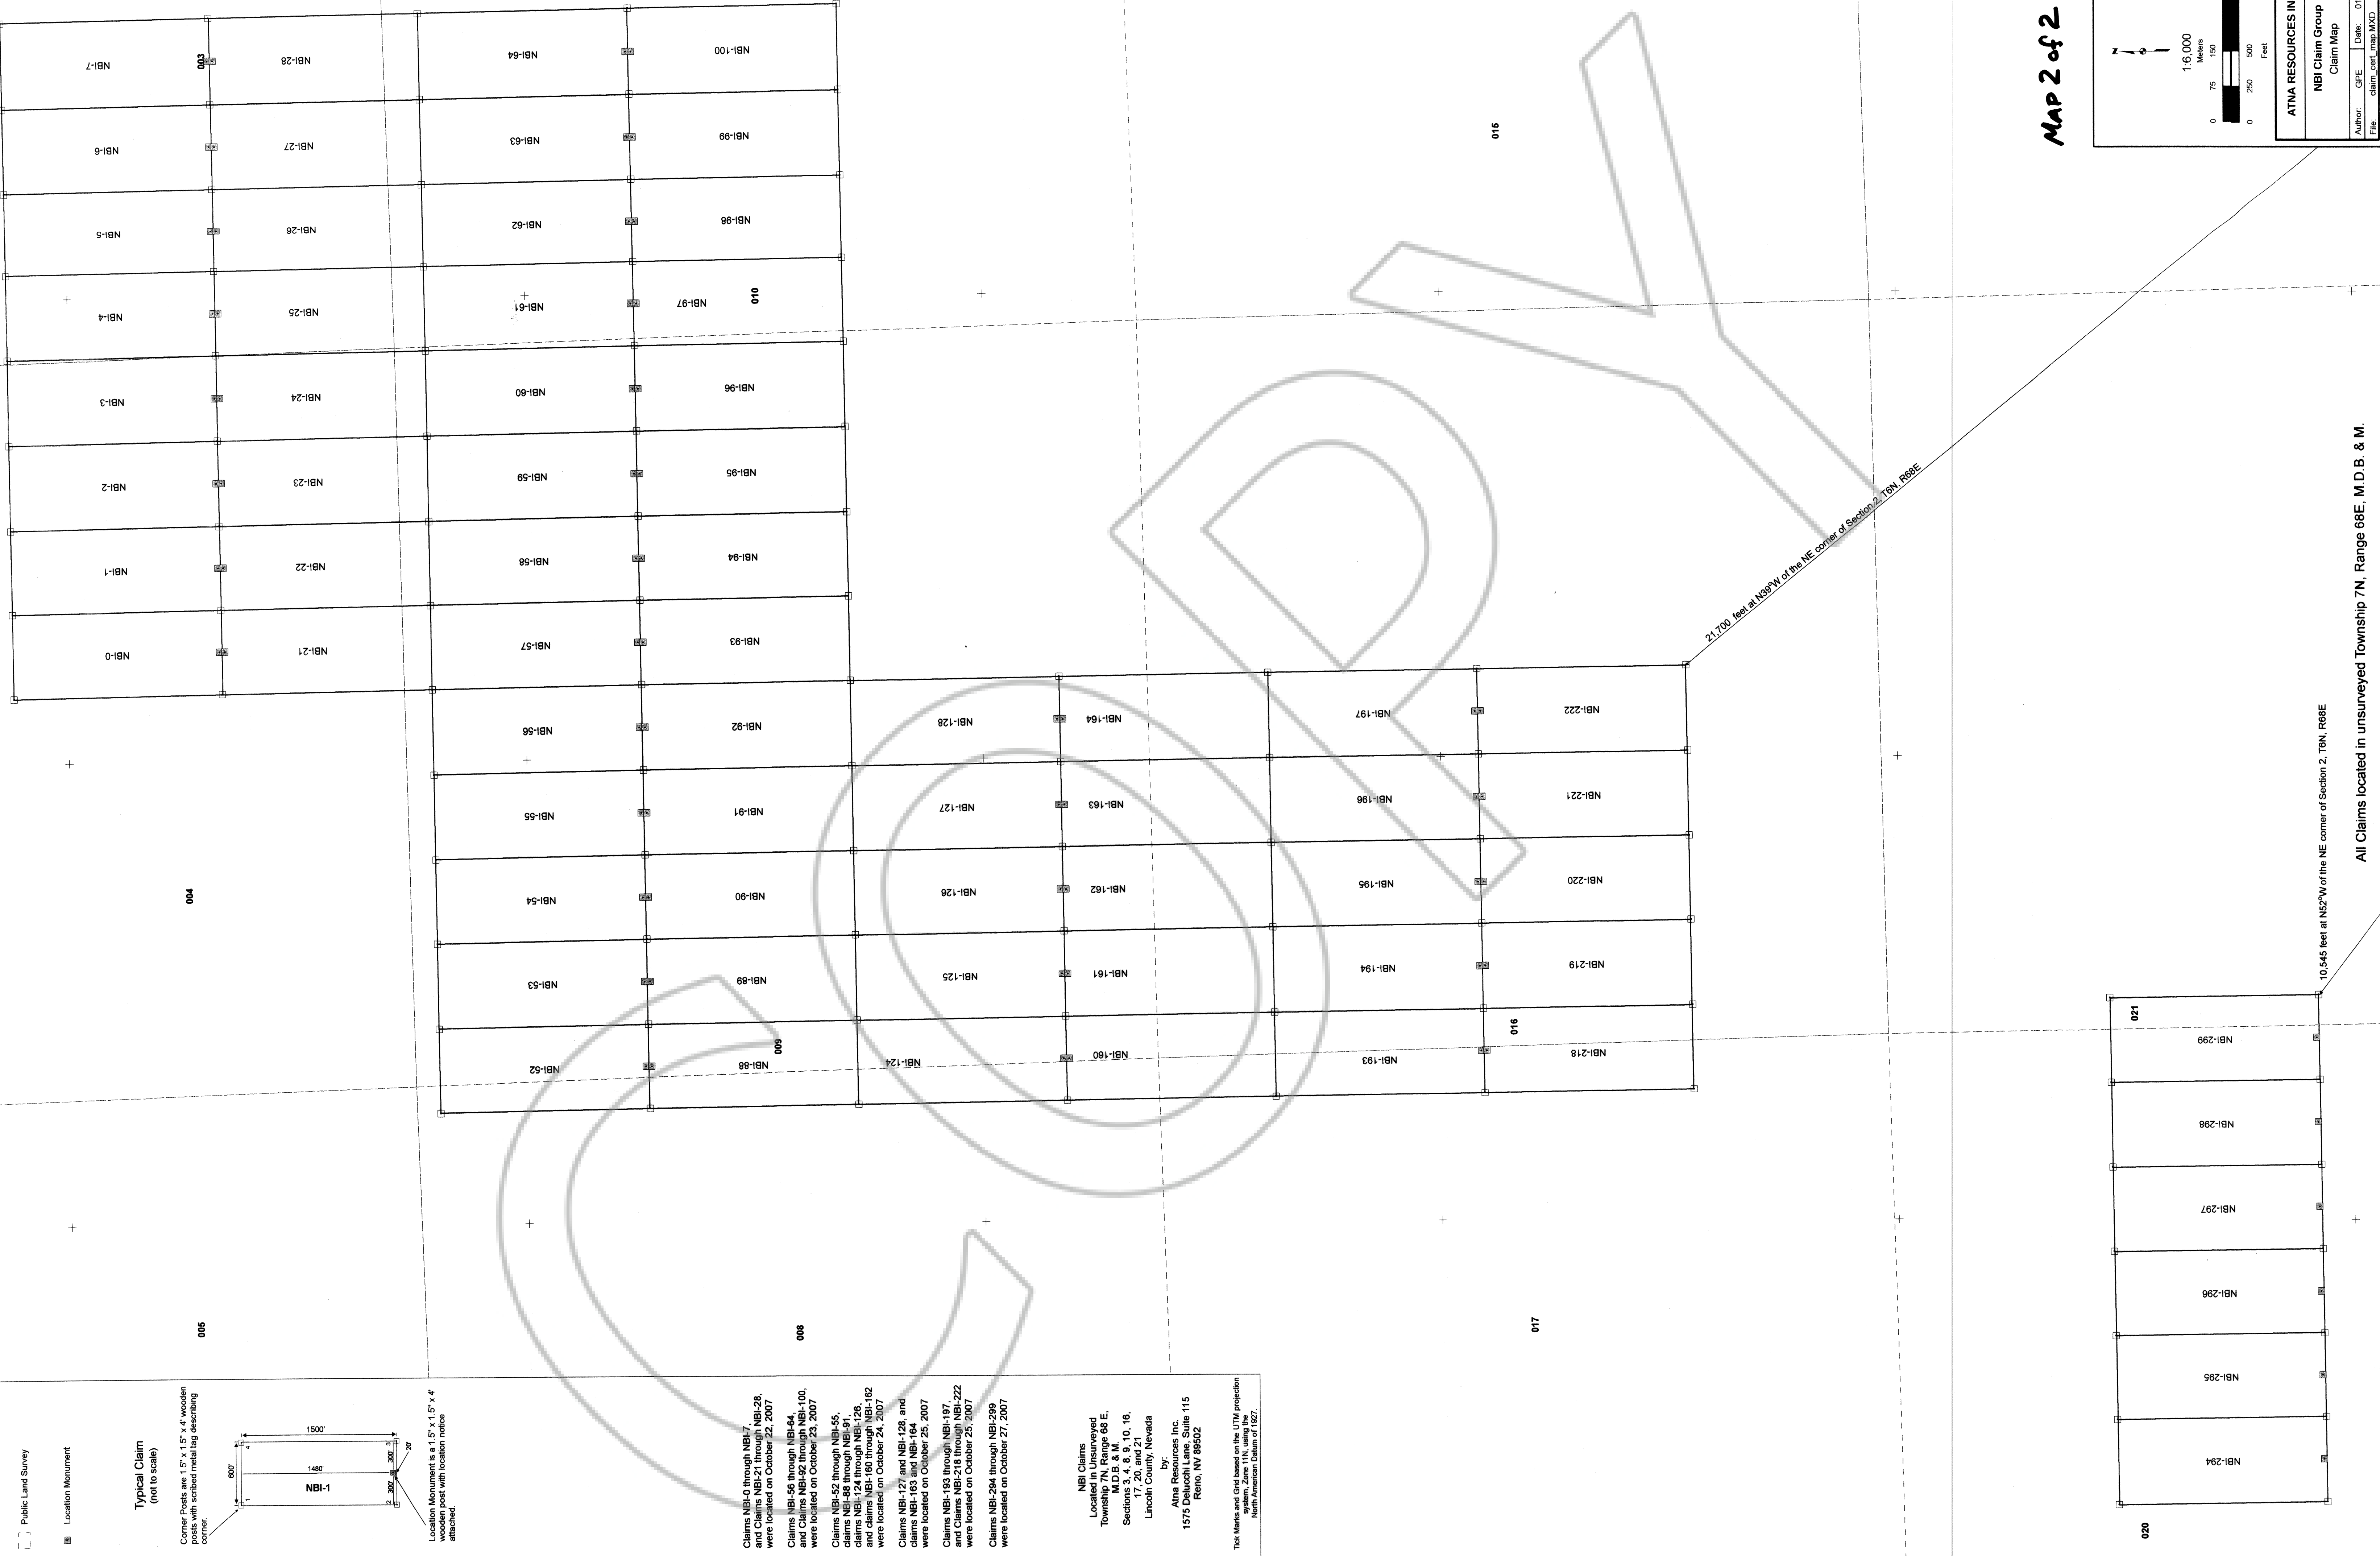 Public Land Survey
Location Monument
Typical Claim
(not to scale)
Corner Posts are 1.5" x 1.5" x 4' wooden
posts with scribed metal tag describing
corner.
600'
1500'
1480'
1
4
2
3
300'
300'
20'
NBI-1
Location Monument is a 1.5" x 1.5" x 4'
wooden post with location notice
attached.
Claims NBI-0 through NBI-7,
and Claims NBI-21 through NBI-28,
were located on October 22, 2007
Claims NBI-56 through NBI-64,
and Claims NBI-92 through NBI-100,
were located on October 23, 2007
Claims NBI-52 through NBI-55,
claims NBI-88 through NBI-91,
claims NBI-124 through NBI-126,
and claims NBI-160 through NBI-162
were located on October 24, 2007
Claims NBI-127 and NBI-128, and
claims NBI-163 and NBI-164
were located on October 25, 2007
Claims NBI-193 through NBI-197,
and Claims NBI-218 through NBI-222
were located on October 25, 2007
Claims NBI-294 through NBI-299
were located on October 27, 2007
NBI Claims
Located in Unsurveyed
Township 7N, Range 68 E,
M.D.B. & M.
Sections 3, 4, 8, 9, 10, 16,
17, 20, and 21
Lincoln County, Nevada
by:
Atna Resources Inc.
1575 Delucchi Lane, Suite 115
Reno, NV 89502
Tick Marks and Grid based on the UTM projection
system, Zone 11N, using the
North American Datum of 1927.
005
008
017
020
004
009
016
021
003
010
015
NBI-0
NBI-1
NBI-2
NBI-3
NBI-4
NBI-5
NBI-6
NBI-7
NBI-21
NBI-22
NBI-23
NBI-24
NBI-25
NBI-26
NBI-27
NBI-28
NBI-52
NBI-53
NBI-54
NBI-55
NBI-56
NBI-57
NBI-58
NBI-59
NBI-60
NBI-61
NBI-62
NBI-63
NBI-64
NBI-88
NBI-89
NBI-90
NBI-91
NBI-92
NBI-93
NBI-94
NBI-95
NBI-96
NBI-97
NBI-98
NBI-99
NBI-100
NBI-124
NBI-125
NBI-126
NBI-127
NBI-128
NBI-160
NBI-161
NBI-162
NBI-163
NBI-164
NBI-193
NBI-194
NBI-195
NBI-196
NBI-197
NBI-218
NBI-219
NBI-220
NBI-221
NBI-222
NBI-294
NBI-295
NBI-296
NBI-297
NBI-298
NBI-299
21,700 feet at N39°W of the NE corner of Section 2, T6N, R68E
10,545 feet at N52°W of the NE corner of Section 2, T6N, R68E
All Claims located in unsurveyed Township 7N, Range 68E, M.D.B. & M.
MAP 2 of 2
N
1:6,000
Meters
0 75 150
0 250 500
Feet
ATNA RESOURCES IN
NBI Claim Group
Claim Map
Author: GPE Date: 01
File: claim_cert_map.MXD
COPY